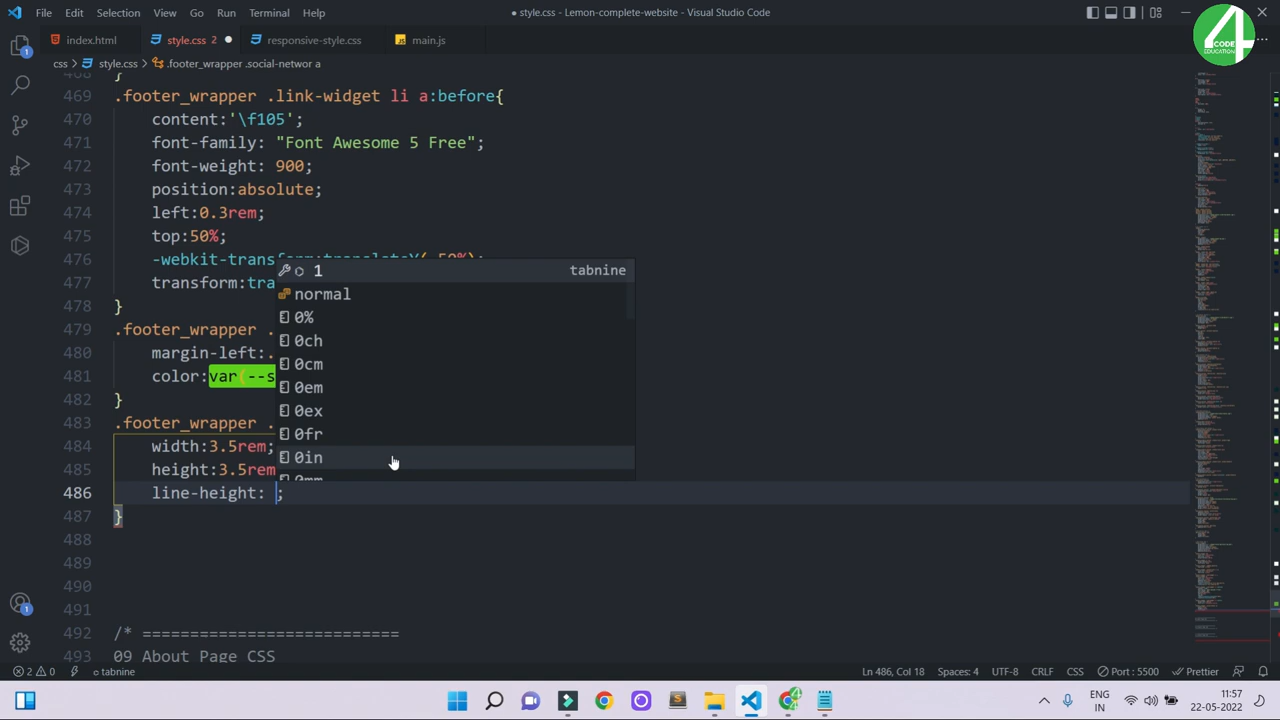 File Edit Selection View Go Run Terminal Help
● style.css - Lemon-complete-website - Visual Studio Code
4 CODE EDUCATION
index.html
style.css 2
responsive-style.css
main.js
css > style.css > .footer_wrapper .social-networ a
468 }
469 .footer_wrapper .link-widget li a:before{
470 content:'\f105';
471 font-family: "Font Awesome 5 Free";
472 font-weight: 900;
473 position:absolute;
474 left:0.3rem;
475 top:50%;
476
477 transform:tra
478 }
479 .footer_wrapper .
480 margin-left:.
481 color:var(--s
482 }
483 .footer_wrapper .
484 width:3.5rem;
485 height:3.5rem
486 line-height: ;
487 }
488
489
490
491
492 /* ===========================
493 09 About Page CSS
1 tabnine
normal
0%
0ch
0cm
0em
0ex
0fr
0in
2 0 tabnine
Ln 486, Col 18 Spaces: 4 UTF-8 CRLF CSS Port : 5500 Prettier
ENG
IN
11:57
22-05-2022